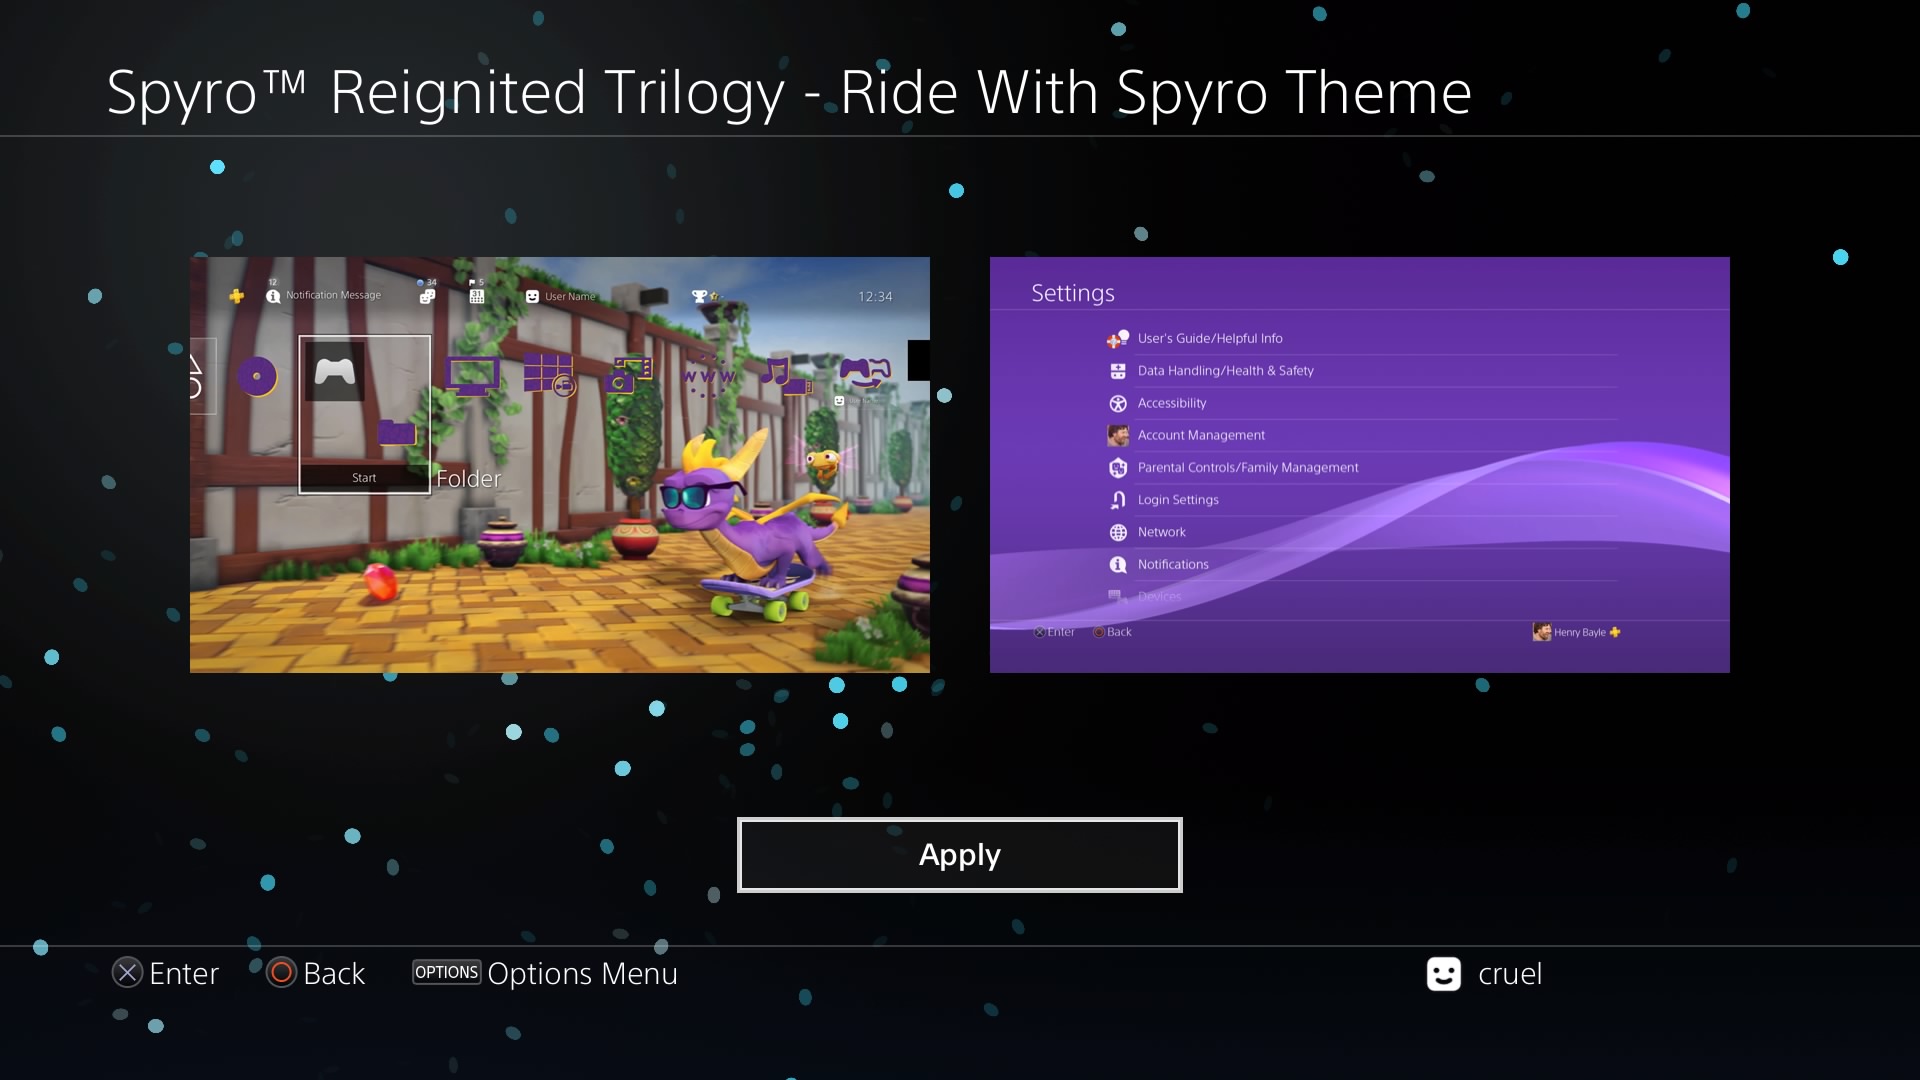 Spyro™ Reignited Trilogy - Ride With Spyro Theme
12
Notification Message
34
5
31
User Name
12:34
www
Start
Folder
Settings
User's Guide/Helpful Info
Data Handling/Health & Safety
Accessibility
Account Management
Parental Controls/Family Management
Login Settings
Network
Notifications
Devices
Enter
Back
Henry Bayle
Apply
Enter
Back
OPTIONS Options Menu
cruel